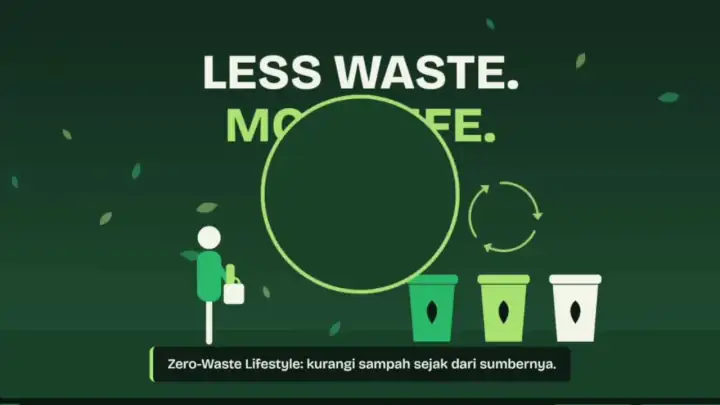 LESS WASTE.
MO FE.
Zero-Waste Lifestyle: kurangi sampah sejak dari sumbernya.